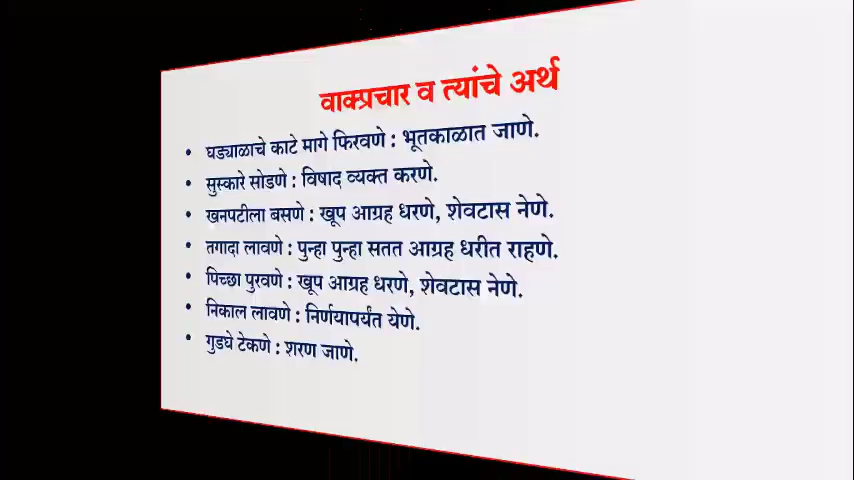 वाक्प्रचार व त्यांचे अर्थ
• घड्याळाचे काटे मागे फिरवणे : भूतकाळात जाणे.
• सुस्कारे सोडणे : विषाद व्यक्त करणे.
• खनपटीला बसणे : खूप आग्रह धरणे, शेवटास नेणे.
• तगादा लावणे : पुन्हा पुन्हा सतत आग्रह धरीत राहणे.
• पिच्छा पुरवणे : खूप आग्रह धरणे, शेवटास नेणे.
• निकाल लावणे : निर्णयापर्यंत येणे.
• गुडघे टेकणे : शरण जाणे.